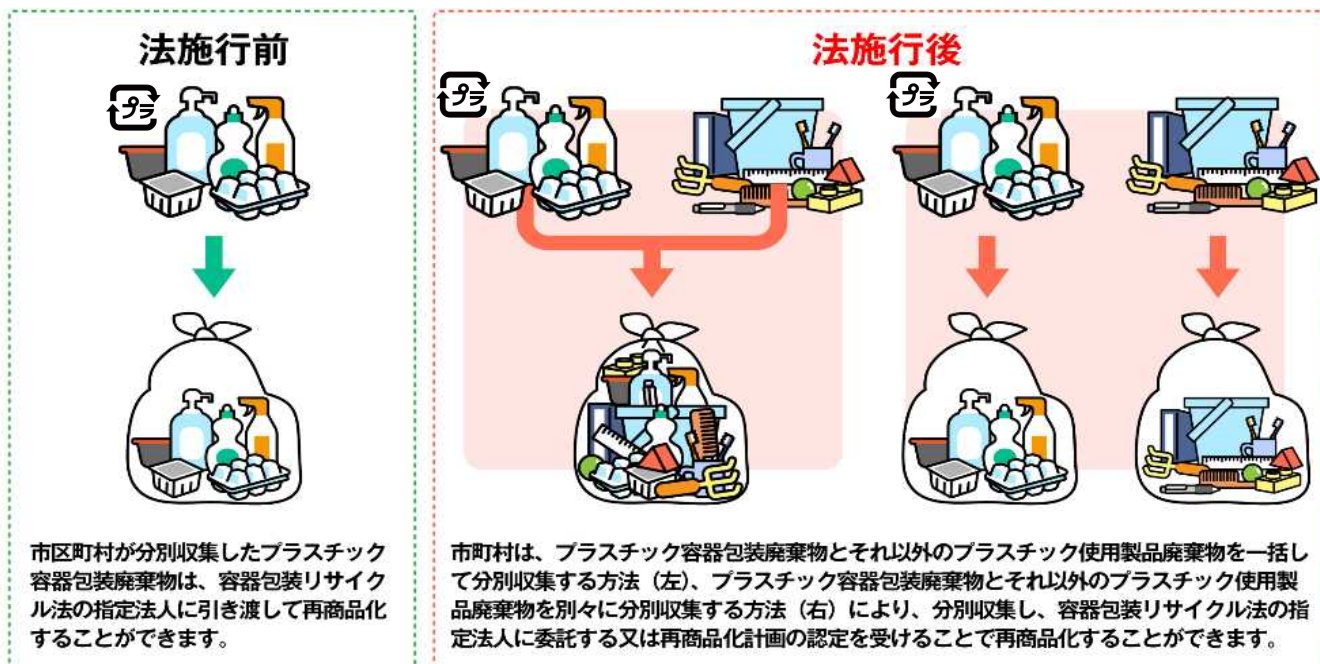 法施行前
プラ
市区町村が分別収集したプラスチック
容器包装廃棄物は、容器包装リサイク
ル法の指定法人に引き渡して再商品化
することができます。
法施行後
プラ
プラ
市町村は、プラスチック容器包装廃棄物とそれ以外のプラスチック使用製品廃棄物を一括し
て分別収集する方法（左）、プラスチック容器包装廃棄物とそれ以外のプラスチック使用製
品廃棄物を別々に分別収集する方法（右）により、分別収集し、容器包装リサイクル法の指
定法人に委託する又は再商品化計画の認定を受けることで再商品化することができます。